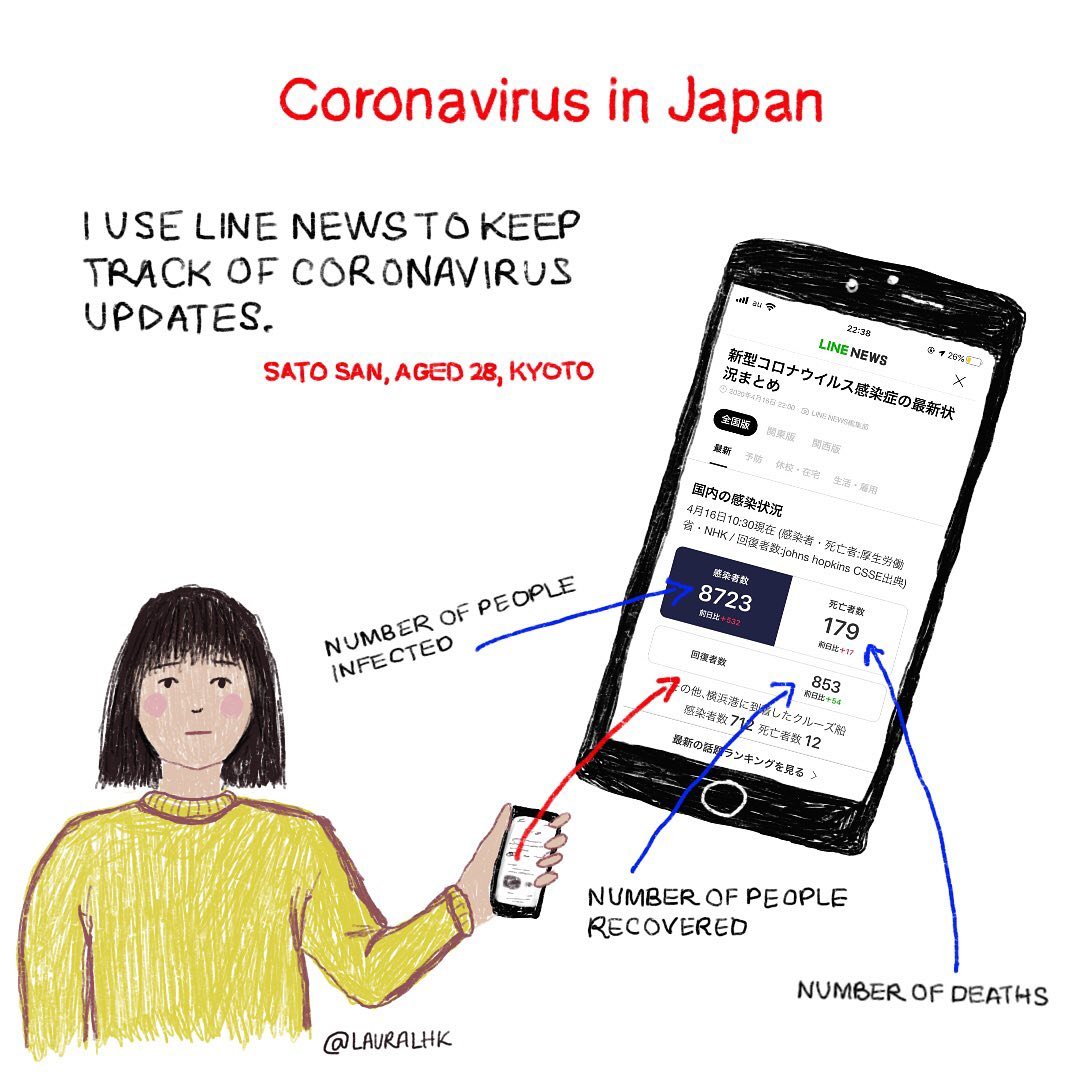 Coronavirus in Japan
I USE LINE NEWS TO KEEP
TRACK OF CORONAVIRUS
UPDATES.
SATO SAN, AGED 28, KYOTO
au
22:38
26%
LINE NEWS
新型コロナウイルス感染症の最新状
況まとめ
2020年4月16日 22:00・LINE NEWS編集部
全国版 関東版 関西版
最新 予防 休校・在宅 生活・雇用
国内の感染状況
4月16日10:30現在 (感染者・死亡者:厚生労働
省・NHK / 回復者数:johns hopkins CSSE出典)
感染者数
8723
前日比+532
死亡者数
179
前日比+17
回復者数
853
前日比+54
の他、横浜港に到着したクルーズ船
感染者数 712 死亡者数 12
最新の話題ランキングを見る
NUMBER OF PEOPLE
INFECTED
NUMBER OF PEOPLE
RECOVERED
NUMBER OF DEATHS
@LAURALHK